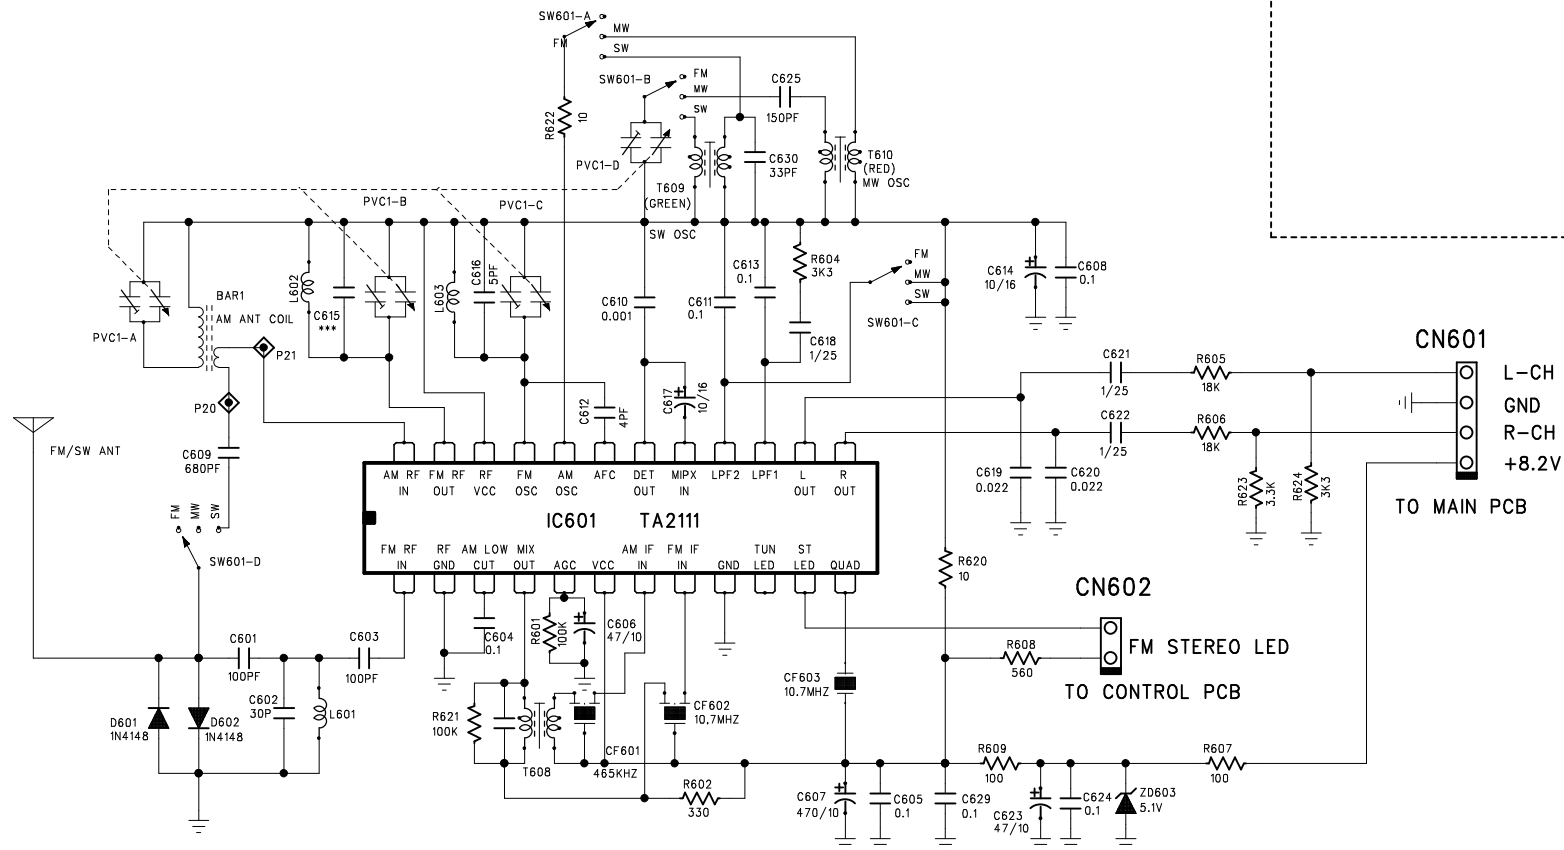 SW601-A
MW
FM
SW
SW601-B
FM
MW
SW
C625
150PF
R622
10
PVC1-D
C630
33PF
T610
(RED)
MW OSC
T609
(GREEN)
SW OSC
PVC1-B
PVC1-C
L602
C615
***
L603
C616
5PF
PVC1-A
BAR1
AM ANT COIL
P21
P20
C609
680PF
FM/SW ANT
FM
MW
SW
SW601-D
C610
0.001
C611
0.1
C613
0.1
R604
3K3
C618
1/25
FM
MW
SW
SW601-C
C614
10/16
C608
0.1
C612
4PF
C617
10/16
CN601
L-CH
GND
R-CH
+8.2V
TO MAIN PCB
C621
1/25
R605
18K
C622
1/25
R606
18K
C619
0.022
C620
0.022
R623
3.3K
R624
3K3
AM RF
IN
FM RF
OUT
RF
VCC
FM
OSC
AM
OSC
AFC
DET
OUT
MIPX
IN
LPF2
LPF1
L
OUT
R
OUT
IC601 TA2111
FM RF
IN
RF
GND
AM LOW
CUT
MIX
OUT
AGC
VCC
AM IF
IN
FM IF
IN
GND
TUN
LED
ST
LED
QUAD
C601
100PF
C603
100PF
C602
30P
L601
D601
1N4148
D602
1N4148
C604
0.1
R601
100K
C606
47/10
R621
100K
T608
CF601
465KHZ
CF602
10.7MHZ
CF603
10.7MHZ
R602
330
R620
10
R608
560
CN602
FM STEREO LED
TO CONTROL PCB
R609
100
R607
100
C607
470/10
C605
0.1
C629
0.1
C623
47/10
C624
0.1
ZD603
5.1V